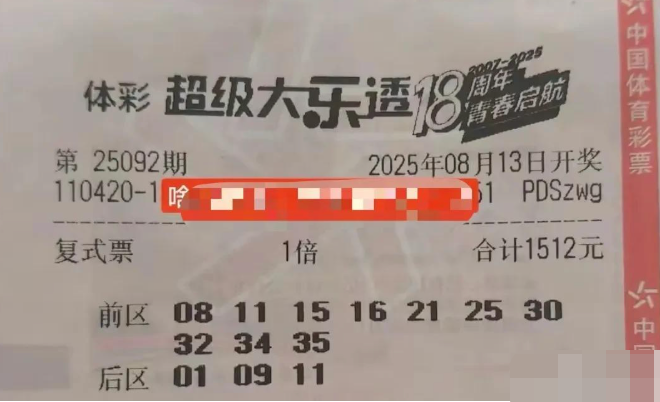 2007-2025
体彩 超级大乐透 18周年
青春启航
第 25092期 2025年08月13日开奖
110420-1 啥 61 PDSzwg
复式票 1倍 合计1512元
前区 08 11 15 16 21 25 30
32 34 35
后区 01 09 11
中国体育彩票
中国